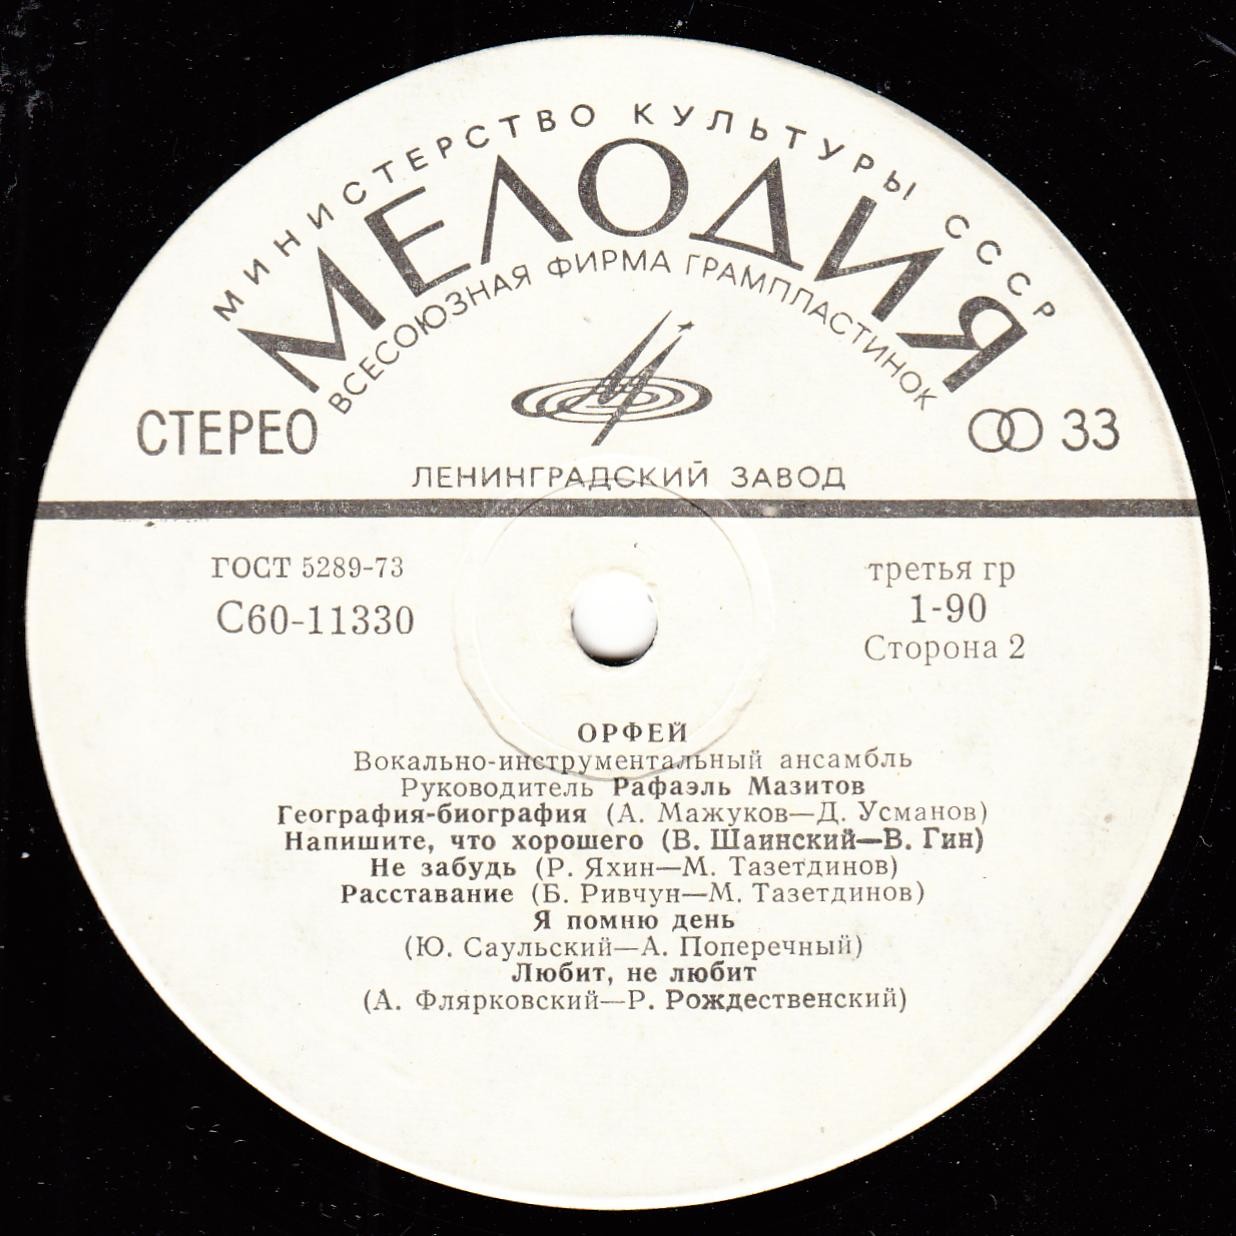 МИНИСТЕРСТВО КУЛЬТУРЫ СССР
МЕЛОДИЯ
ВСЕСОЮЗНАЯ ФИРМА ГРАМПЛАСТИНОК
СТЕРЕО
33
ЛЕНИНГРАДСКИЙ ЗАВОД
ГОСТ 5289-73
С60-11330
третья гр
1-90
Сторона 2
ОРФЕЙ
Вокально-инструментальный ансамбль
Руководитель Рафаэль Мазитов
География-биография (А. Мажуков—Д. Усманов)
Напишите, что хорошего (В. Шаинский—В. Гин)
Не забудь (Р. Яхин—М. Тазетдинов)
Расставание (Б. Ривчун—М. Тазетдинов)
Я помню день
(Ю. Саульский—А. Поперечный)
Любит, не любит
(А. Флярковский—Р. Рождественский)